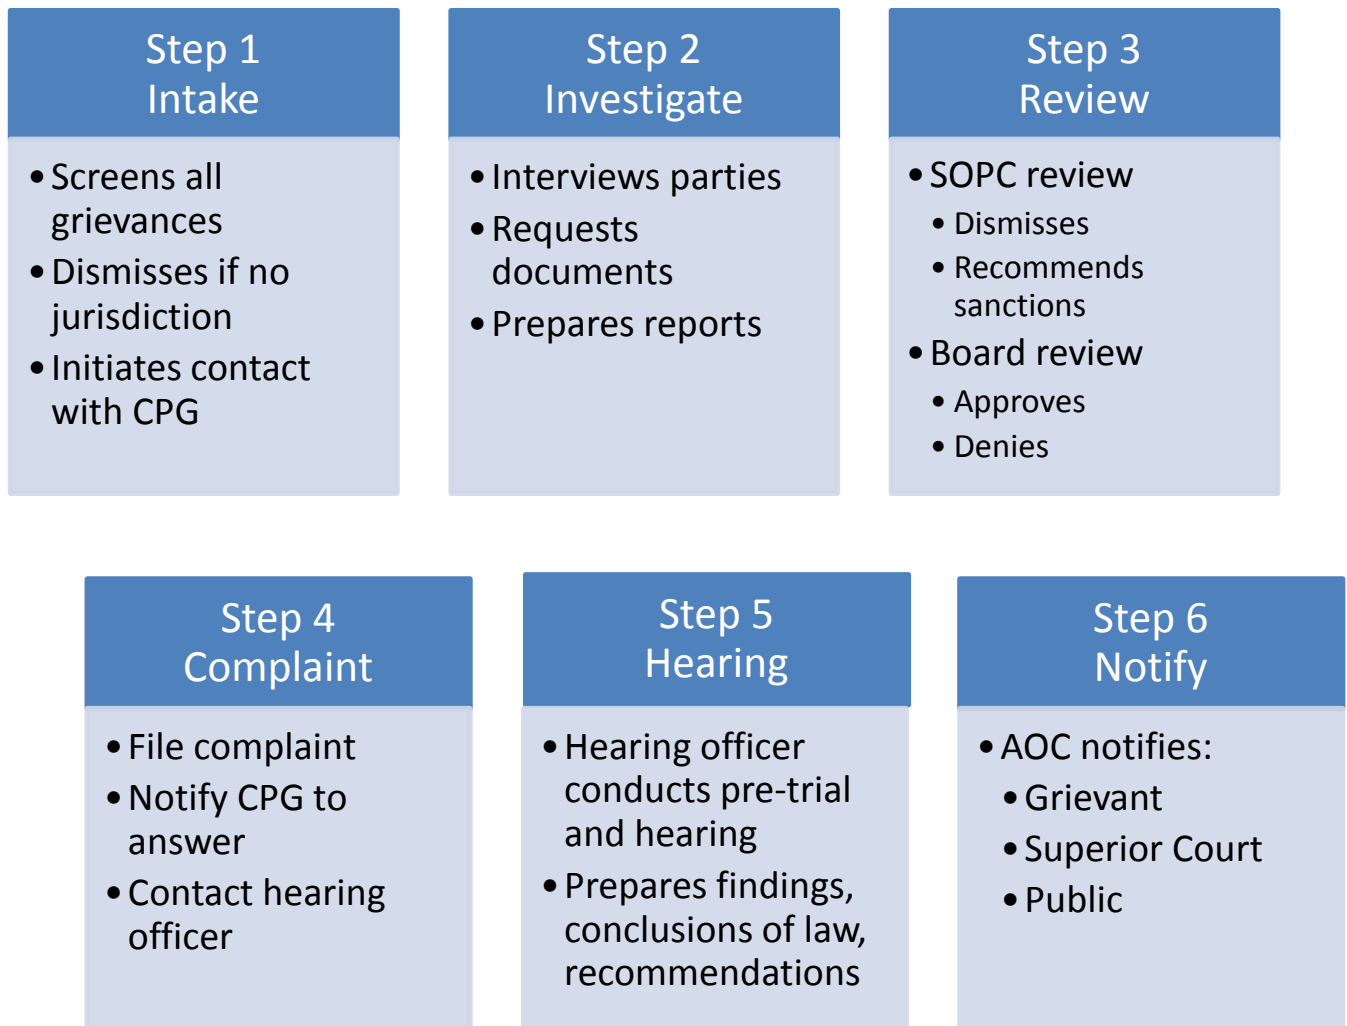 Step 1
Intake
• Screens all
grievances
• Dismisses if no
jurisdiction
• Initiates contact
with CPG
Step 2
Investigate
• Interviews parties
• Requests
documents
• Prepares reports
Step 3
Review
• SOPC review
• Dismisses
• Recommends
sanctions
• Board review
• Approves
• Denies
Step 4
Complaint
• File complaint
• Notify CPG to
answer
• Contact hearing
officer
Step 5
Hearing
• Hearing officer
conducts pre-trial
and hearing
• Prepares findings,
conclusions of law,
recommendations
Step 6
Notify
• AOC notifies:
• Grievant
• Superior Court
• Public